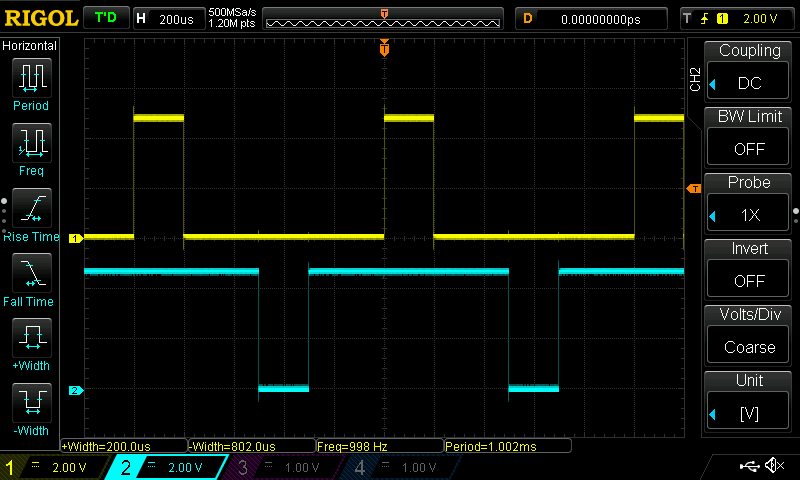 RIGOL T'D H 200us 500MSa/s 1.20M pts T D 0.00000000ps T 1 2.00 V
Horizontal
Period
Freq
Rise Time
Fall Time
+Width
-Width
T
T
1
2
CH2
Coupling
DC
BW Limit
OFF
Probe
1X
Invert
OFF
Volts/Div
Coarse
Unit
[V]
+Width=200.0us -Width=802.0us Freq=998 Hz Period=1.002ms
1 2.00 V 2 2.00 V 3 1.00 V 4 1.00 V